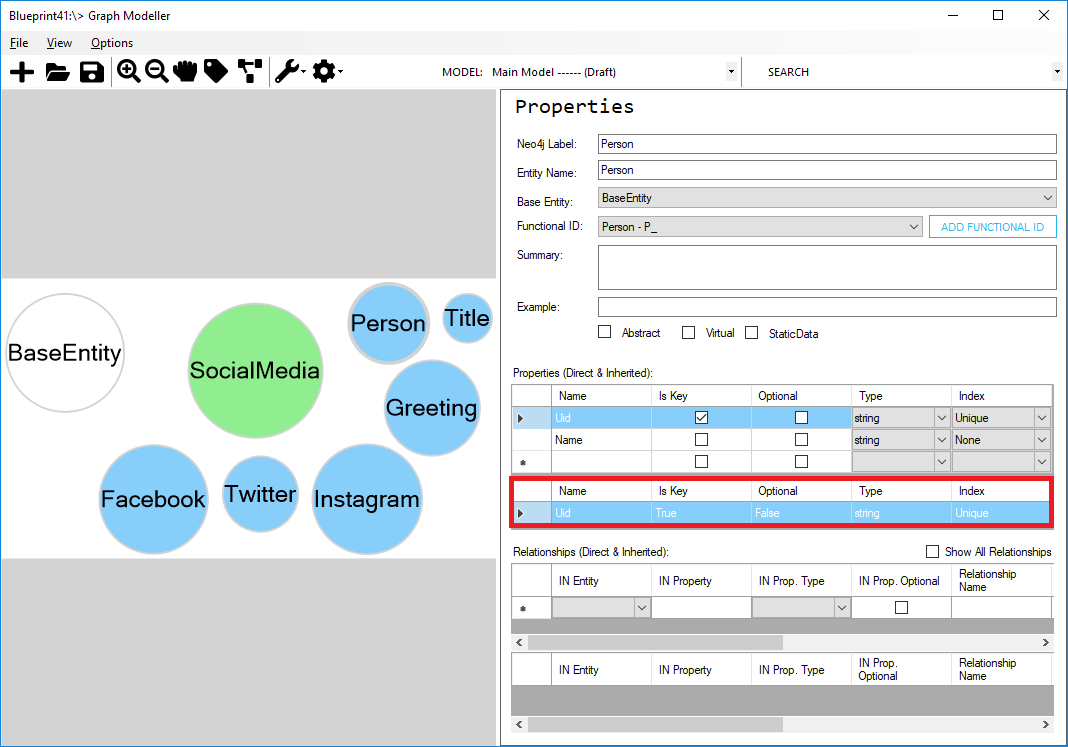 Blueprint41:\> Graph Modeller
File View Options
MODEL: Main Model ------ (Draft) SEARCH
Properties
Neo4j Label: Person
Entity Name: Person
Base Entity: BaseEntity
Functional ID: Person - P_ ADD FUNCTIONAL ID
Summary:
Example:
Abstract Virtual StaticData
BaseEntity
SocialMedia
Person
Title
Greeting
Facebook
Twitter
Instagram
Properties (Direct & Inherited):
Name Is Key Optional Type Index
Uid string Unique
Name string None
Name Is Key Optional Type Index
Uid True False string Unique
Relationships (Direct & Inherited): Show All Relationships
IN Entity IN Property IN Prop. Type IN Prop. Optional Relationship
Name
IN Entity IN Property IN Prop. Type IN Prop. Relationship
Optional Name